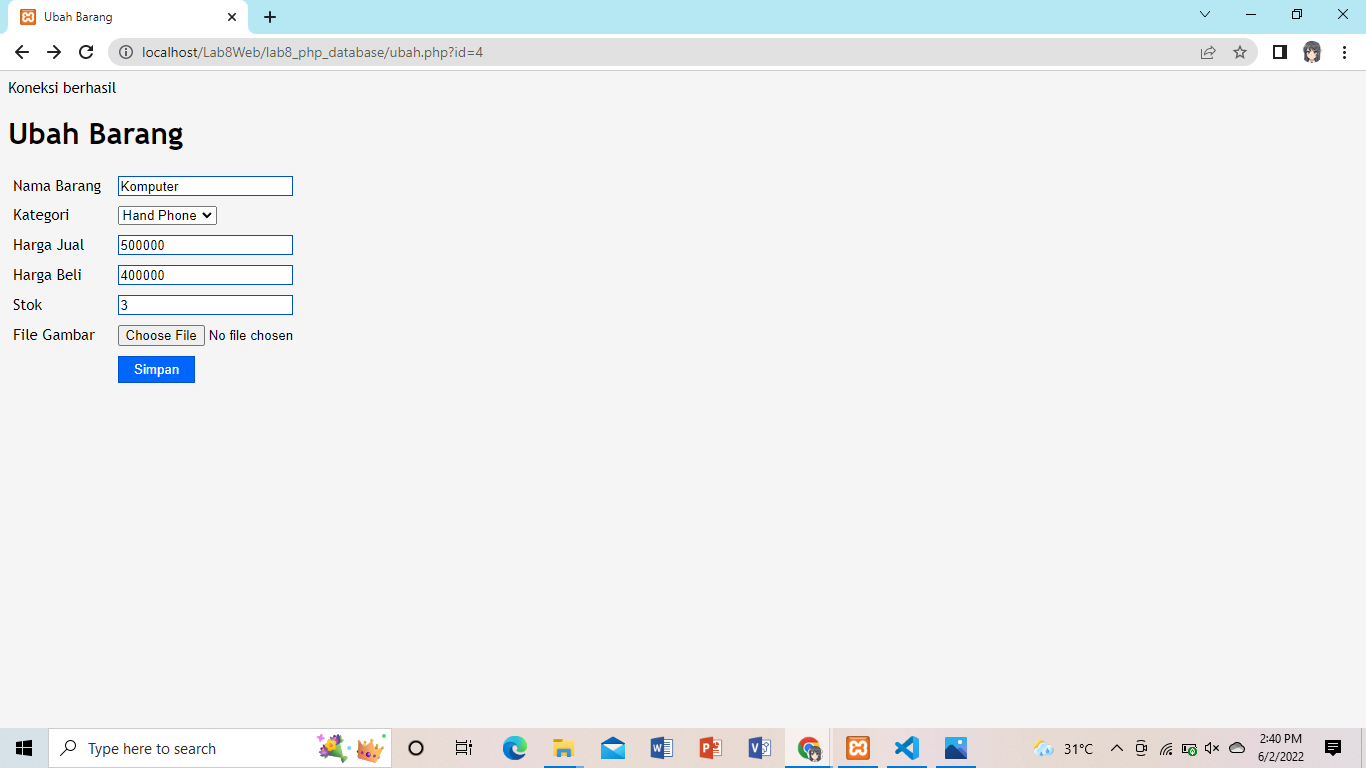 Ubah Barang
localhost/Lab8Web/lab8_php_database/ubah.php?id=4
Koneksi berhasil
Ubah Barang
Nama Barang Komputer
Kategori Hand Phone
Harga Jual 500000
Harga Beli 400000
Stok 3
File Gambar Choose File No file chosen
Simpan
Type here to search
31°C
2:40 PM
6/2/2022